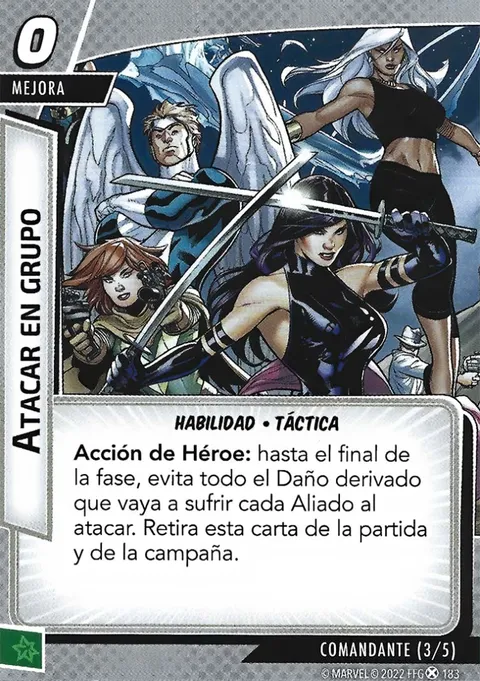 0
MEJORA
ATACAR EN GRUPO
HABILIDAD • TÁCTICA
Acción de Héroe: hasta el final de
la fase, evita todo el Daño derivado
que vaya a sufrir cada Aliado al
atacar. Retira esta carta de la partida
y de la campaña.
COMANDANTE (3/5)
© MARVEL © 2022 FFG 183